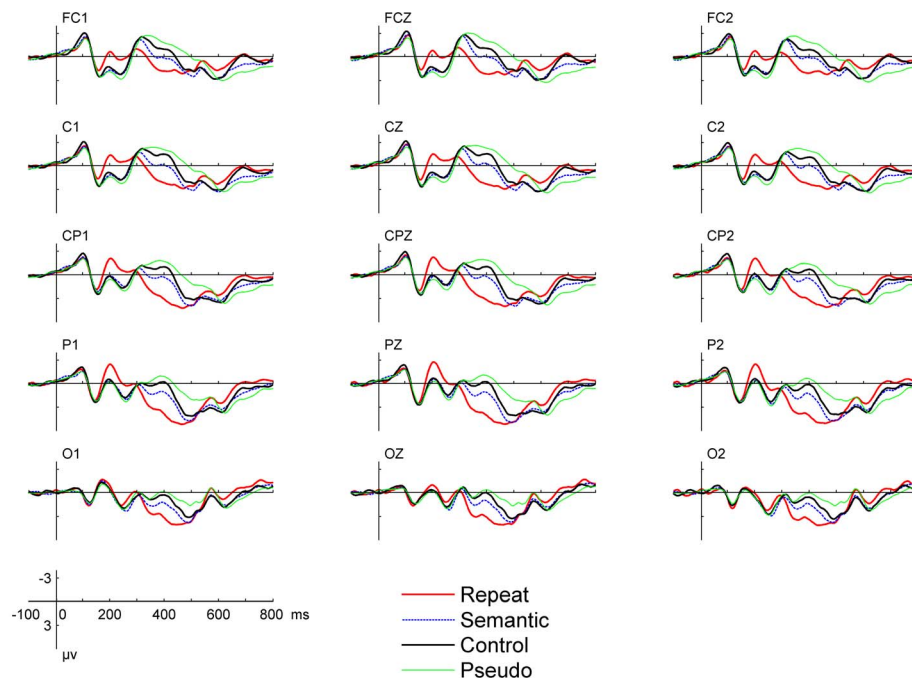 FC1 FCZ FC2
C1 CZ C2
CP1 CPZ CP2
P1 PZ P2
O1 OZ O2
-3
-100 0 200 400 600 800 ms
3
μv
Repeat
Semantic
Control
Pseudo